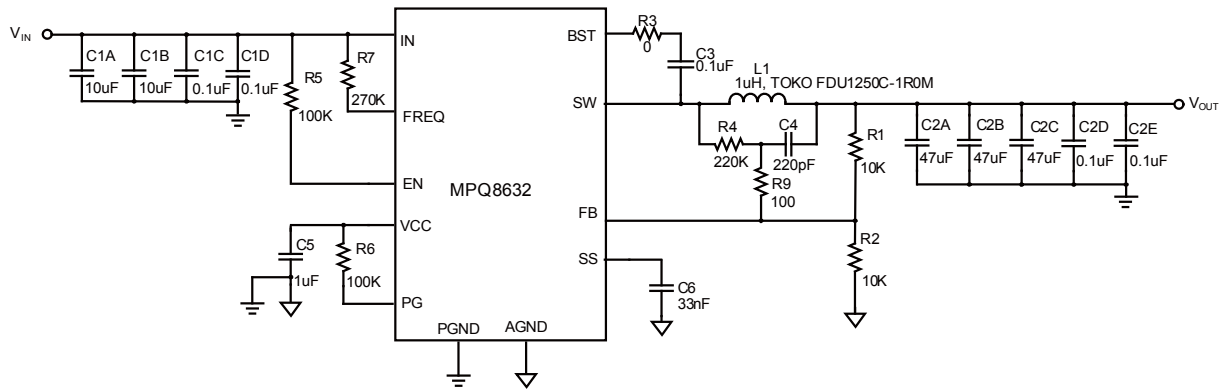 V_IN
C1A
10uF
C1B
10uF
C1C
0.1uF
C1D
0.1uF
R5
100K
R7
270K
IN
FREQ
EN
VCC
PG
PGND
AGND
MPQ8632
BST
SW
FB
SS
C5
1uF
R6
100K
R3
0
C3
0.1uF
L1
1uH, TOKO FDU1250C-1R0M
R4
220K
C4
220pF
R9
100
R1
10K
R2
10K
C6
33nF
C2A
47uF
C2B
47uF
C2C
47uF
C2D
0.1uF
C2E
0.1uF
V_OUT